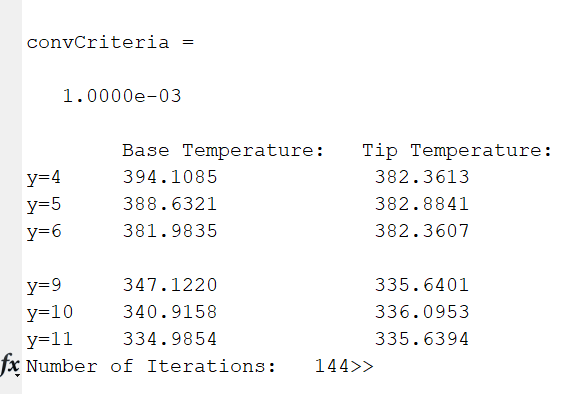 convCriteria =
1.0000e-03
Base Temperature: Tip Temperature:
y=4 394.1085 382.3613
y=5 388.6321 382.8841
y=6 381.9835 382.3607
y=9 347.1220 335.6401
y=10 340.9158 336.0953
y=11 334.9854 335.6394
fx Number of Iterations: 144>>